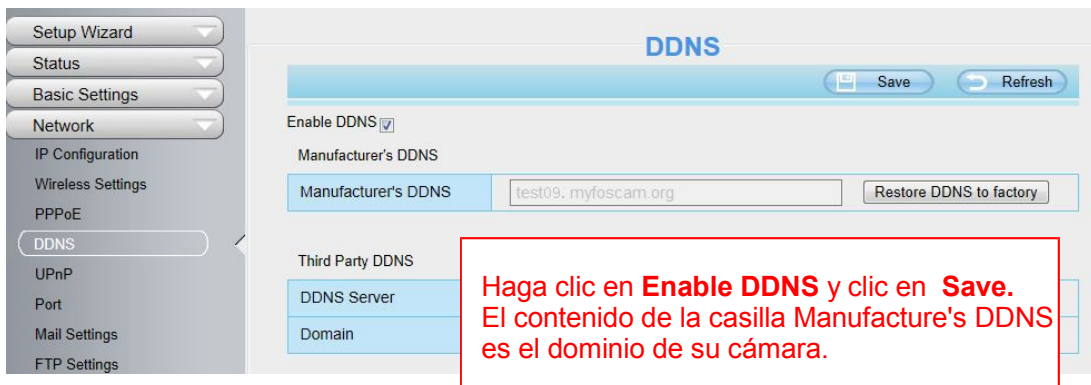 Setup Wizard
Status
Basic Settings
Network
IP Configuration
Wireless Settings
PPPoE
DDNS
UPnP
Port
Mail Settings
FTP Settings
DDNS
Save Refresh
Enable DDNS
Manufacturer's DDNS
Manufacturer's DDNS test09.myfoscam.org Restore DDNS to factory
Third Party DDNS
DDNS Server
Domain
Haga clic en Enable DDNS y clic en Save.
El contenido de la casilla Manufacture's DDNS
es el dominio de su cámara.